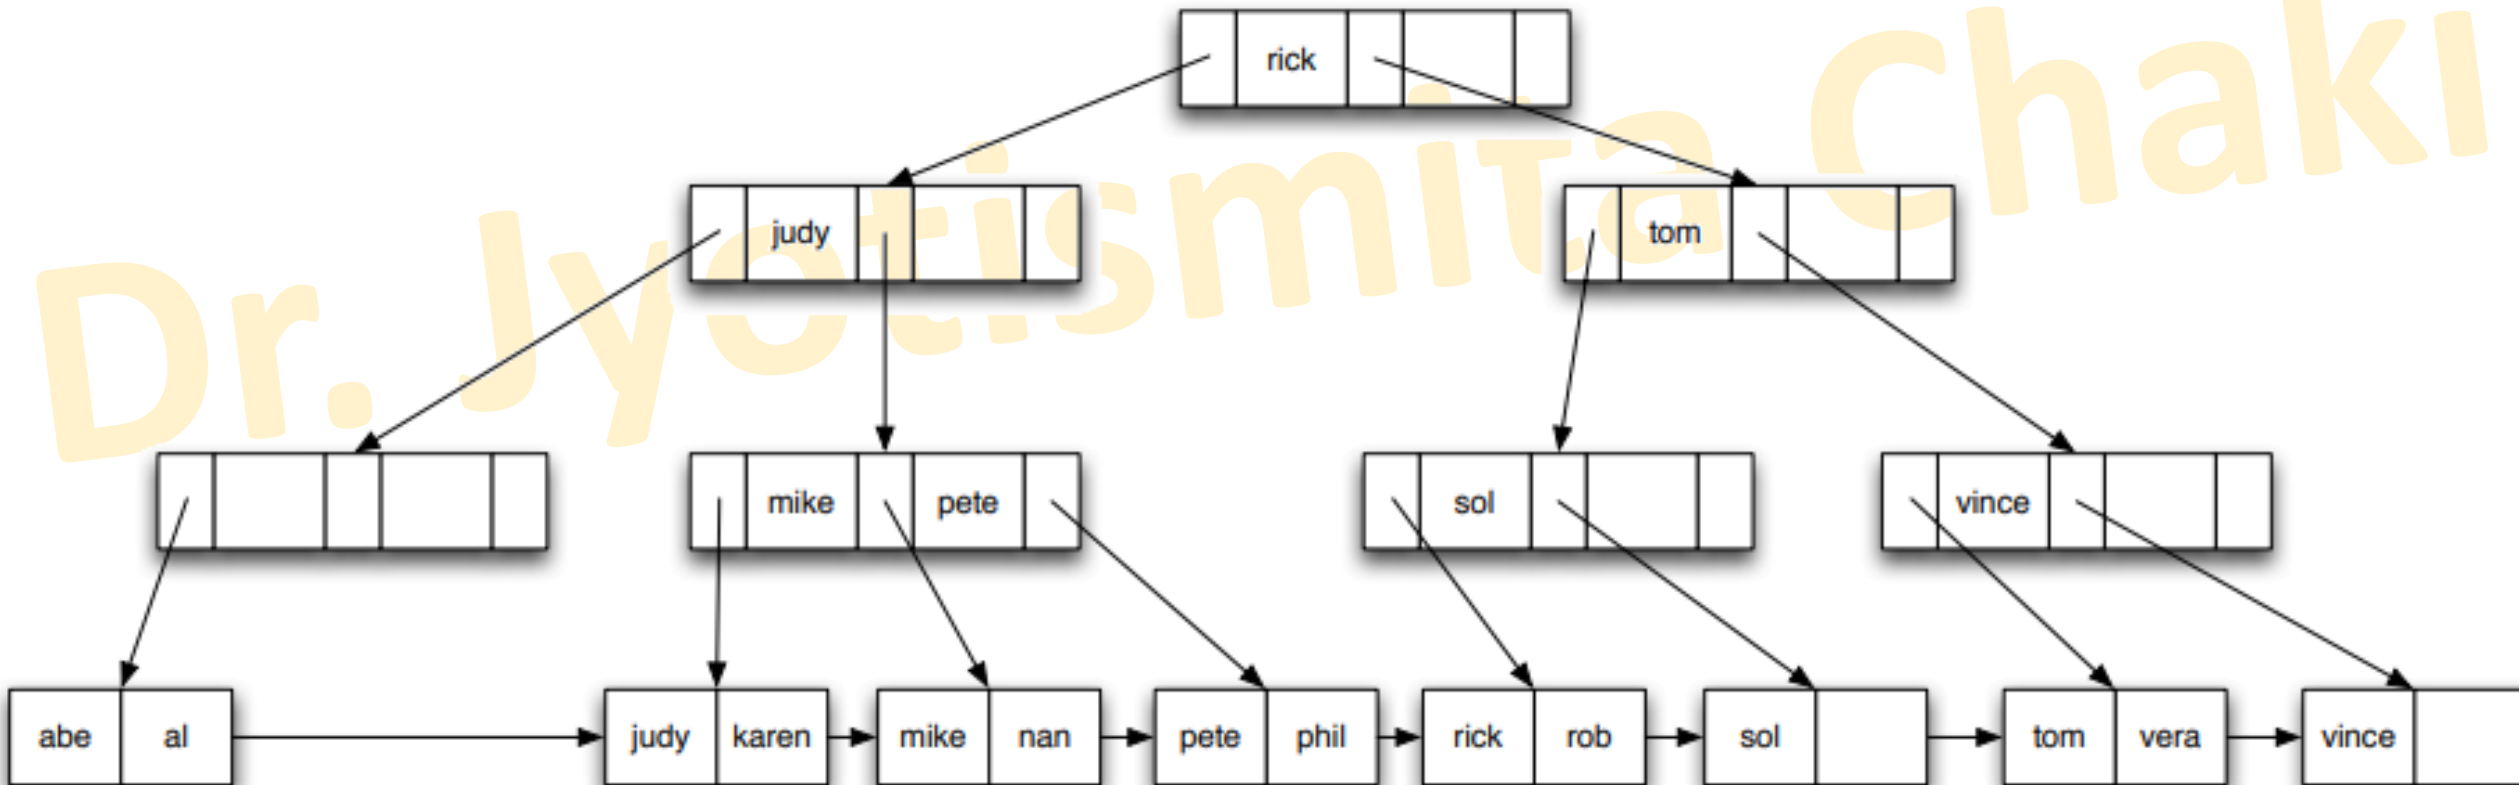 rick
Dr. Jyotismita Chaki
judy tom
mike pete sol vince
abe al judy karen mike nan pete phil rick rob sol tom vera vince